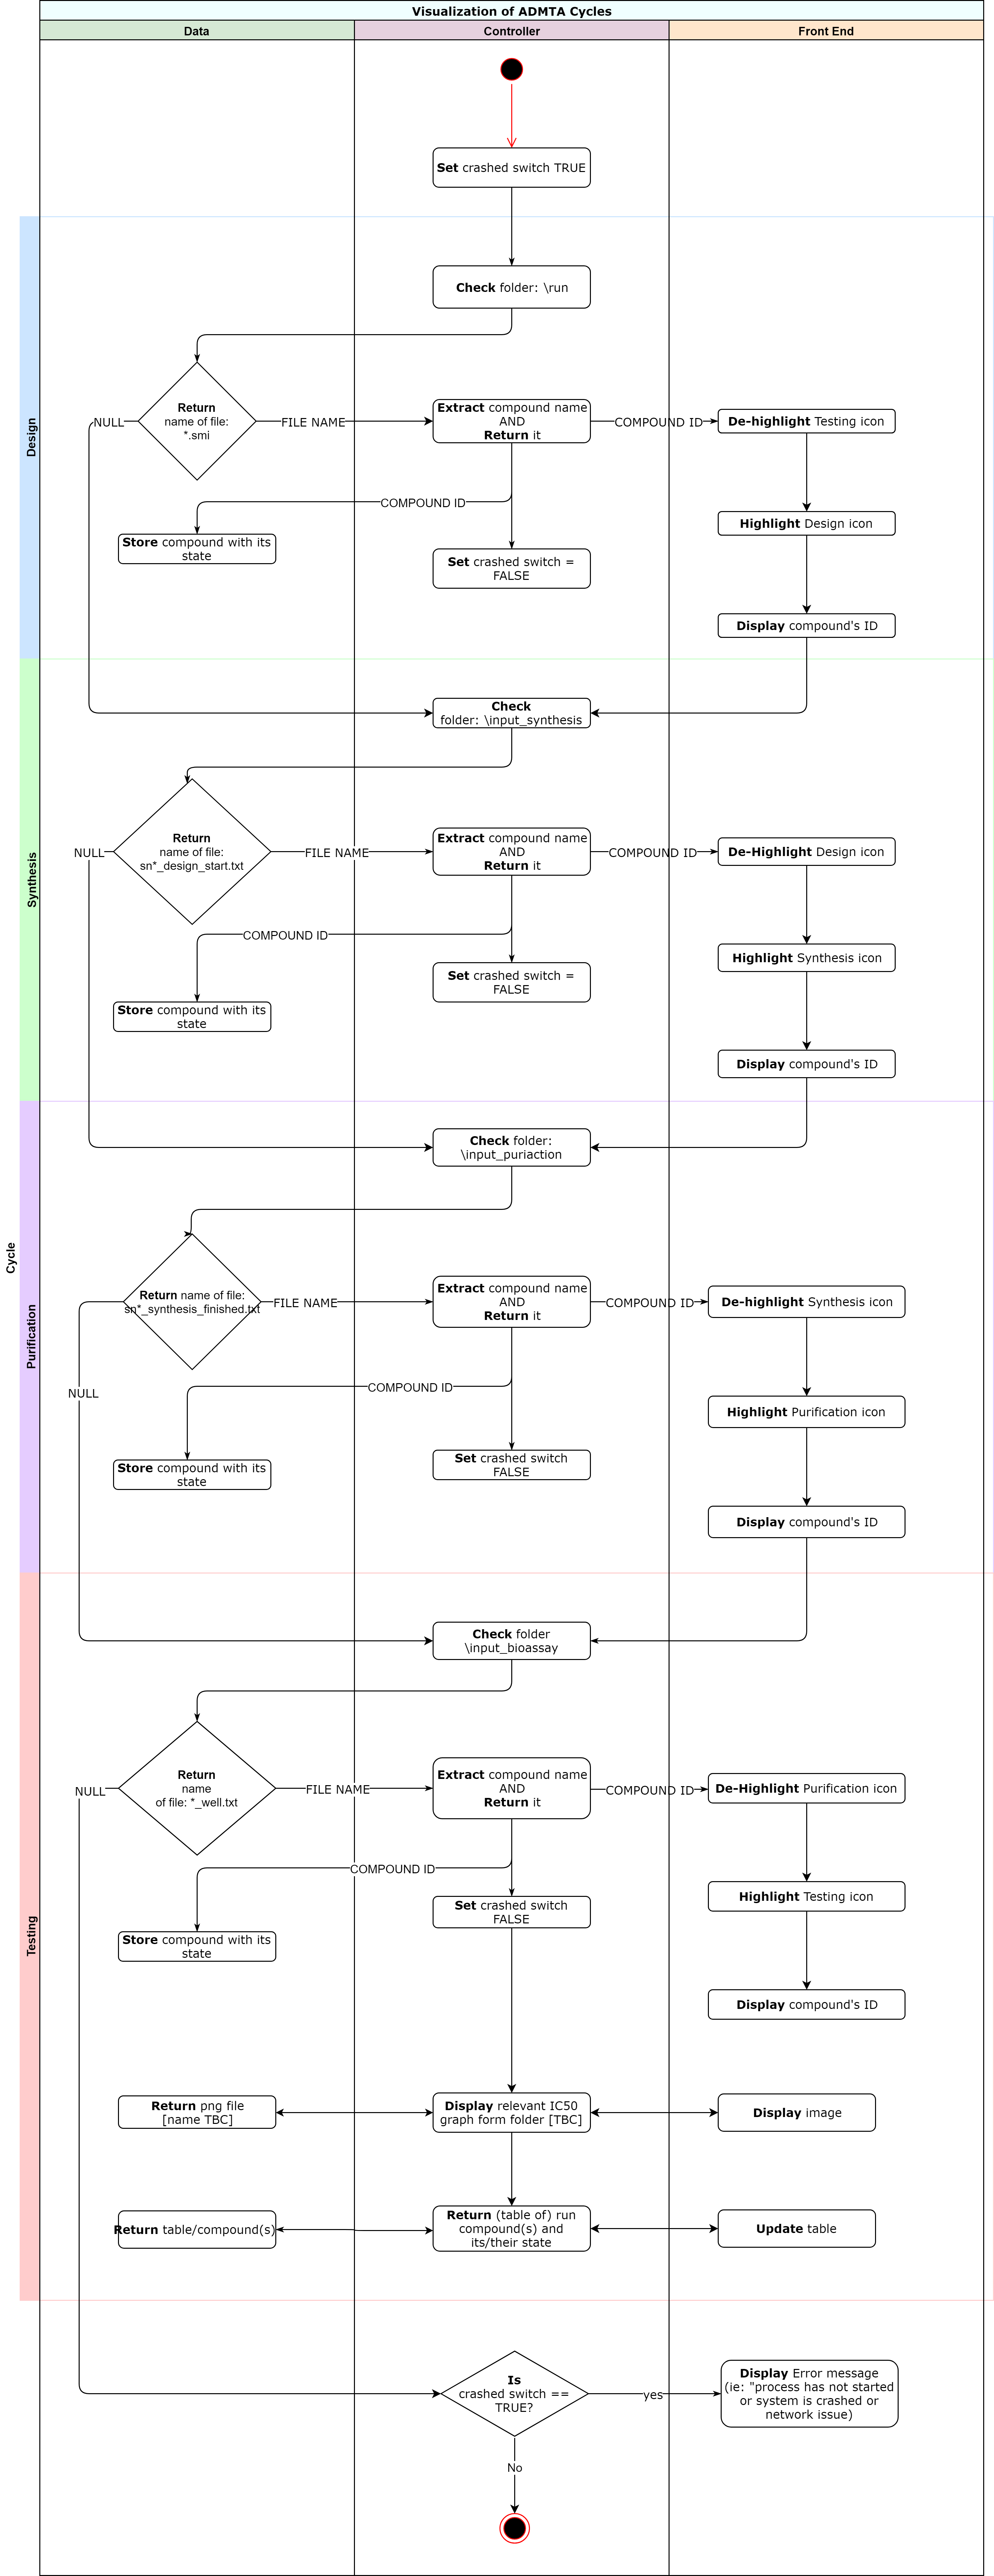 Visualization of ADMTA Cycles
Data
Controller
Front End
Set crashed switch TRUE
Cycle
Design
Check folder: \run
Return
name of file:
*.smi
NULL
FILE NAME
Extract compound name
AND
Return it
COMPOUND ID
De-highlight Testing icon
COMPOUND ID
Highlight Design icon
Store compound with its
state
Set crashed switch =
FALSE
Display compound's ID
Synthesis
Check
folder: \input_synthesis
Return
name of file:
sn*_design_start.txt
NULL
FILE NAME
Extract compound name
AND
Return it
COMPOUND ID
De-Highlight Design icon
COMPOUND ID
Highlight Synthesis icon
Set crashed switch =
FALSE
Store compound with its
state
Display compound's ID
Purification
Check folder:
\input_puriaction
Return name of file:
sn*_synthesis_finished.txt
FILE NAME
Extract compound name
AND
Return it
COMPOUND ID
De-highlight Synthesis icon
NULL
COMPOUND ID
Highlight Purification icon
Set crashed switch
FALSE
Store compound with its
state
Display compound's ID
Testing
Check folder
\input_bioassay
Return
name
of file: *_well.txt
NULL
FILE NAME
Extract compound name
AND
Return it
COMPOUND ID
De-Highlight Purification icon
COMPOUND ID
Set crashed switch
FALSE
Highlight Testing icon
Store compound with its
state
Display compound's ID
Return png file
[name TBC]
Display relevant IC50
graph form folder [TBC]
Display image
Return table/compound(s)
Return (table of) run
compound(s) and
its/their state
Update table
Is
crashed switch ==
TRUE?
yes
Display Error message
(ie: "process has not started
or system is crashed or
network issue)
No